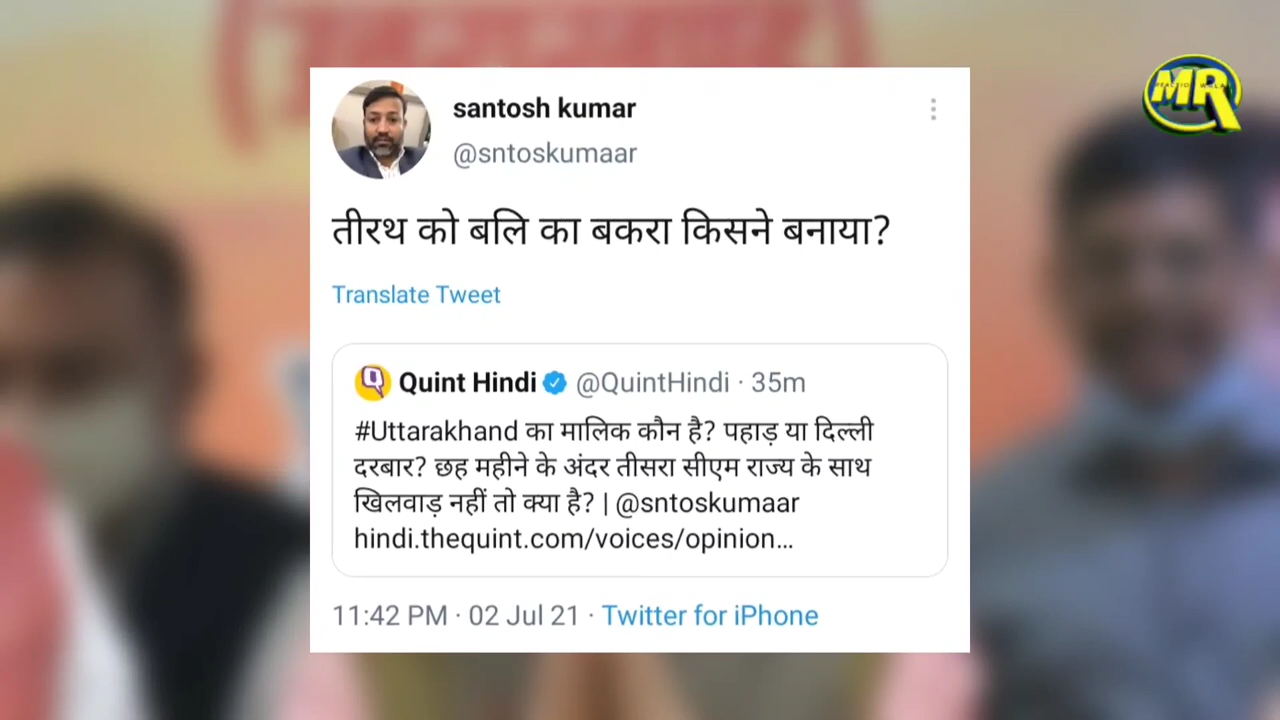 santosh kumar
@sntoskumaar
तीरथ को बलि का बकरा किसने बनाया?
Translate Tweet
Quint Hindi @QuintHindi · 35m
#Uttarakhand का मालिक कौन है? पहाड़ या दिल्ली
दरबार? छह महीने के अंदर तीसरा सीएम राज्य के साथ
खिलवाड़ नहीं तो क्या है? | @sntoskumaar
hindi.thequint.com/voices/opinion...
11:42 PM · 02 Jul 21 · Twitter for iPhone
MR